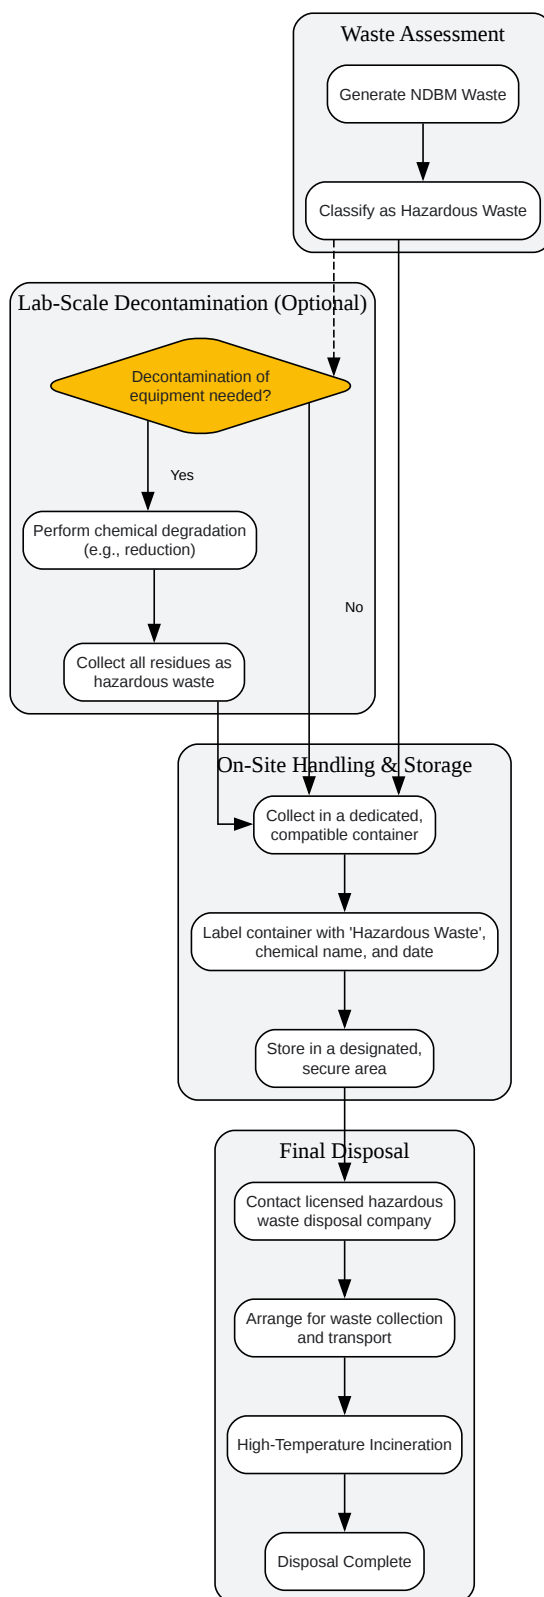 Waste Assessment
Generate NDBM Waste
Classify as Hazardous Waste
Lab-Scale Decontamination (Optional)
Decontamination of
equipment needed?
Yes
Perform chemical degradation
(e.g., reduction)
No
Collect all residues as
hazardous waste
On-Site Handling & Storage
Collect in a dedicated,
compatible container
Label container with 'Hazardous Waste',
chemical name, and date
Store in a designated,
secure area
Final Disposal
Contact licensed hazardous
waste disposal company
Arrange for waste collection
and transport
High-Temperature Incineration
Disposal Complete